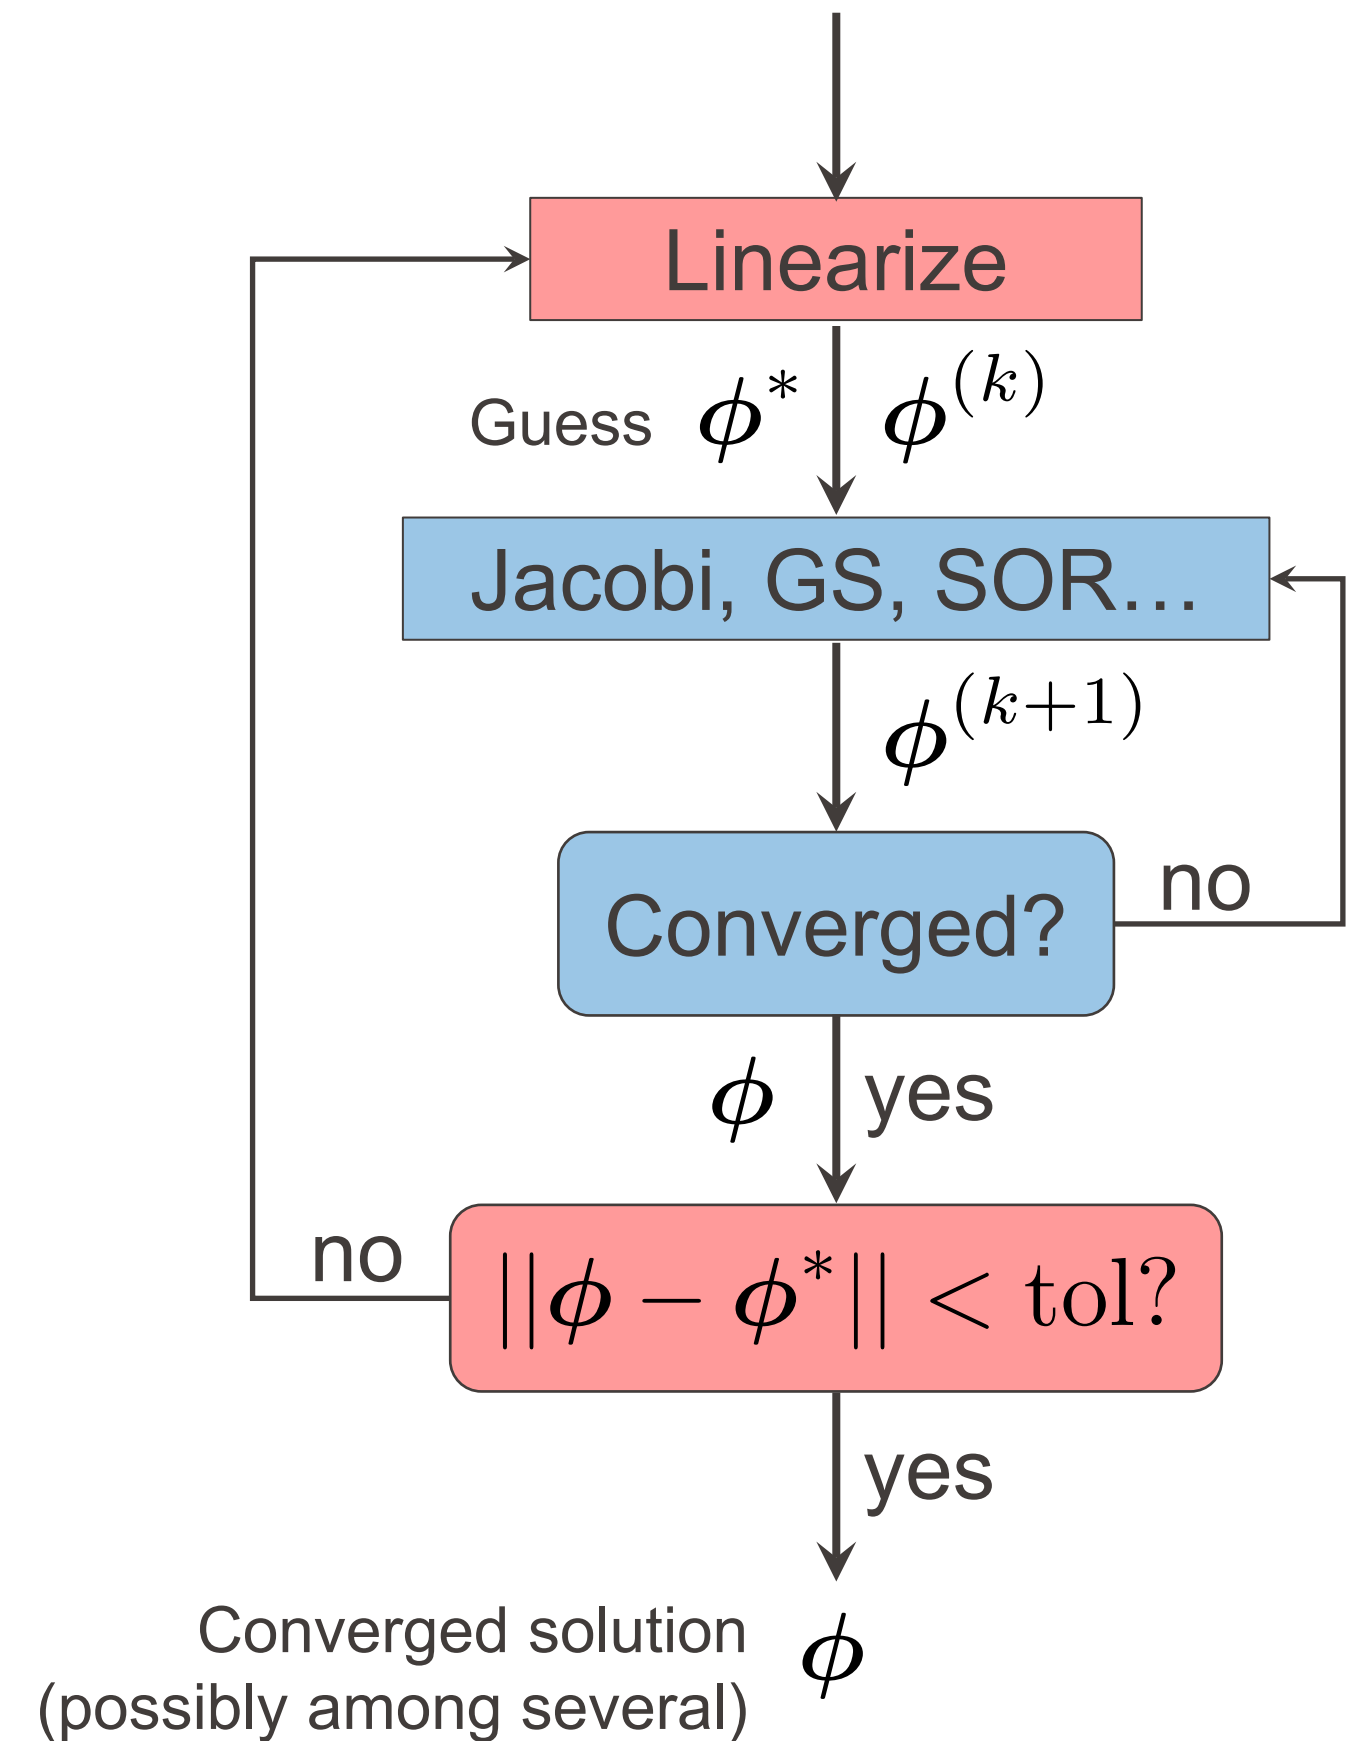 Linearize
Guess ϕ* ϕ^(k)
Jacobi, GS, SOR…
ϕ^(k+1)
Converged?
no
ϕ yes
no
||ϕ − ϕ*|| < tol?
yes
Converged solution
(possibly among several)
ϕ